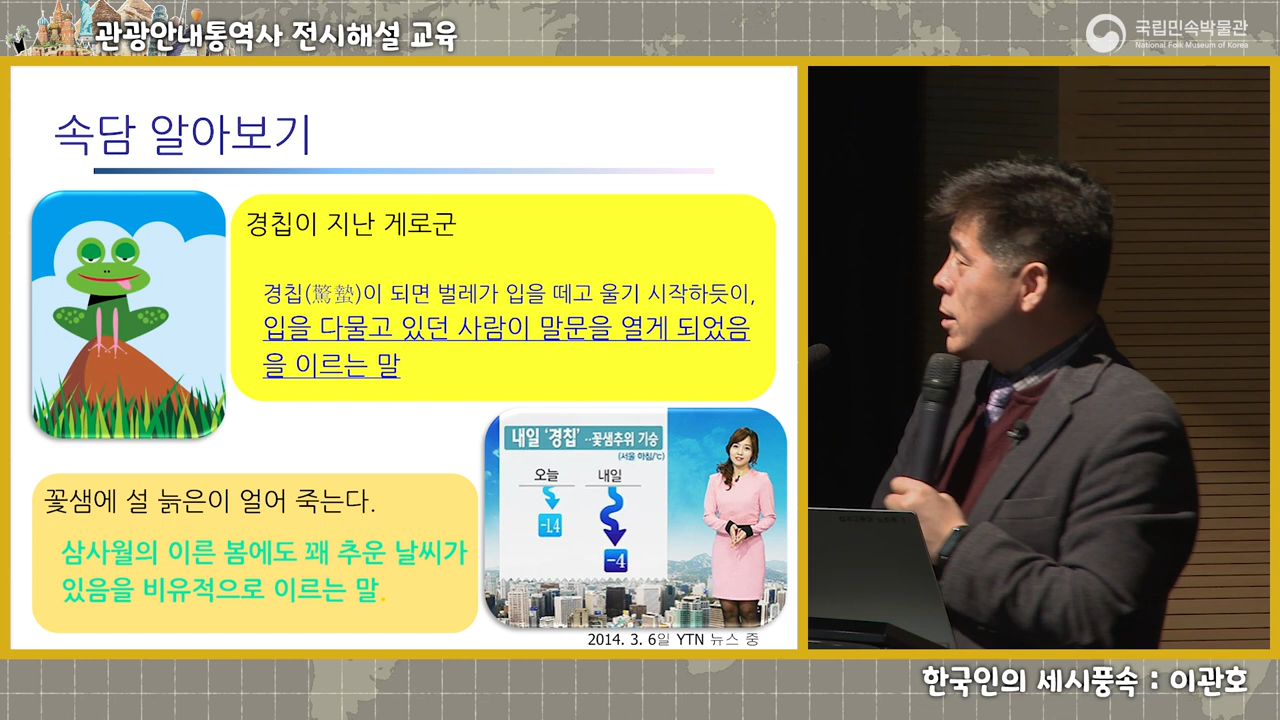 관광안내통역사 전시해설 교육
국립민속박물관
National Folk Museum of Korea
속담 알아보기
경칩이 지난 게로군
경칩(驚蟄)이 되면 벌레가 입을 떼고 울기 시작하듯이,
입을 다물고 있던 사람이 말문을 열게 되었음
을 이르는 말
내일 '경칩'··꽃샘추위 기승
(서울 아침/℃)
오늘
내일
-1.4
-4
꽃샘에 설 늙은이 얼어 죽는다.
삼사월의 이른 봄에도 꽤 추운 날씨가
있음을 비유적으로 이르는 말.
2014. 3. 6일 YTN 뉴스 중
한국인의 세시풍속 : 이관호